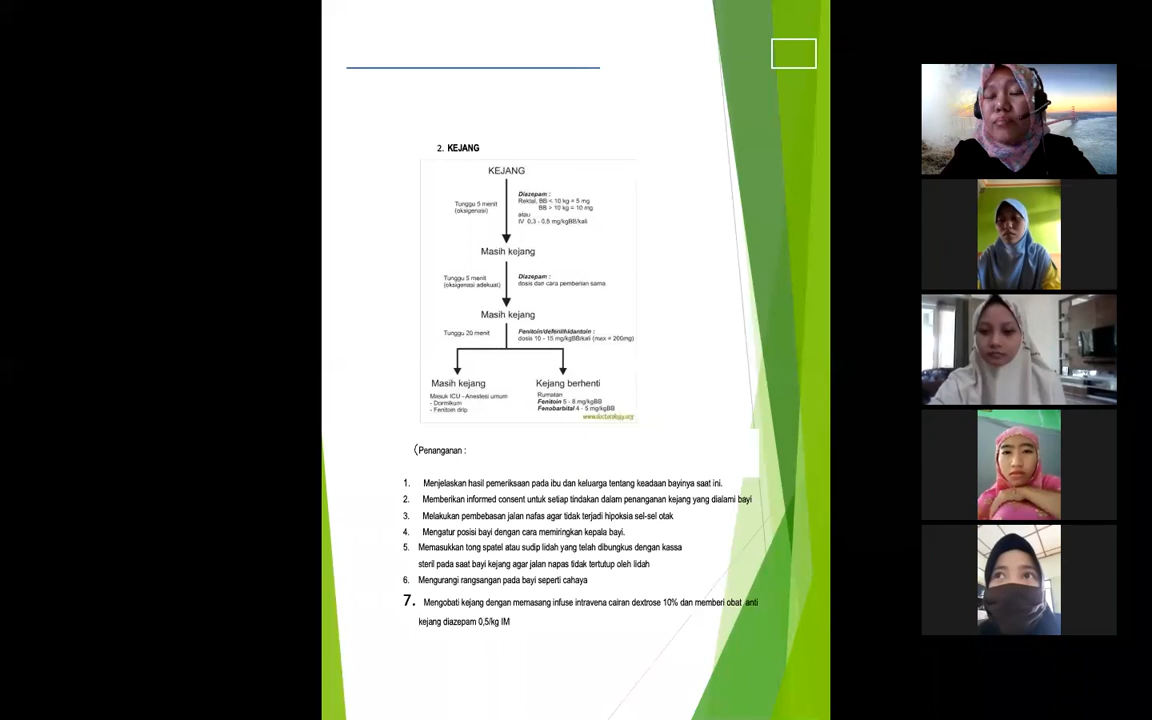 2. KEJANG
KEJANG
Tunggu 5 menit
(oksigenasi)
Diazepam :
Rektal, BB < 10 kg = 5 mg
BB > 10 kg = 10 mg
atau
IV 0,3 - 0,5 mg/kgBB/kali
Masih kejang
Tunggu 5 menit
(oksigenasi adekuat)
Diazepam :
dosis dan cara pemberian sama
Masih kejang
Tunggu 20 menit
Fenitoin/defenilhidantoin :
dosis 10 - 15 mg/kgBB/kali (max = 200mg)
Masih kejang
Masuk ICU - Anestesi umum
- Dormikum
- Fenitoin drip
Kejang berhenti
Rumatan
Fenitoin 5 - 8 mg/kgBB
Fenobarbital 4 - 5 mg/kgBB
Penanganan :
1. Menjelaskan hasil pemeriksaan pada ibu dan keluarga tentang keadaan bayinya saat ini.
2. Memberikan informed consent untuk setiap tindakan dalam penanganan kejang yang dialami bayi
3. Melakukan pembebasan jalan nafas agar tidak terjadi hipoksia sel-sel otak
4. Mengatur posisi bayi dengan cara memiringkan kepala bayi.
5. Memasukkan tong spatel atau sudip lidah yang telah dibungkus dengan kassa
steril pada saat bayi kejang agar jalan napas tidak tertutup oleh lidah
6. Mengurangi rangsangan pada bayi seperti cahaya
7. Mengobati kejang dengan memasang infuse intravena cairan dextrose 10% dan memberi obat anti
kejang diazepam 0,5/kg IM